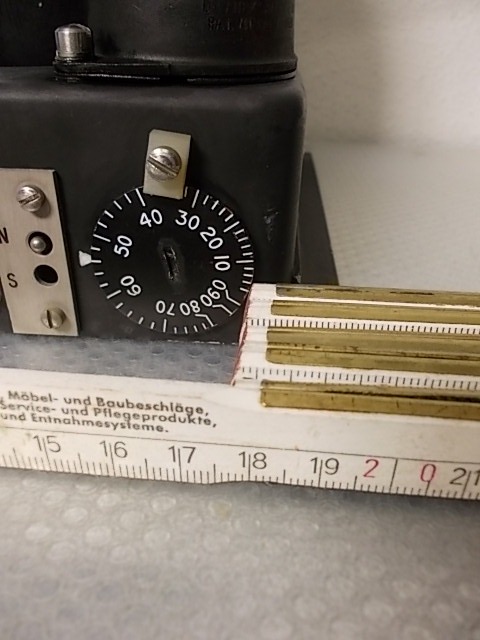 N
S
40
30
20
10
50
60
70
80
90
Möbel- und Baubeschläge,
Service- und Pflegeprodukte,
und Entnahmesysteme.
15 16 17 18 19 20 21